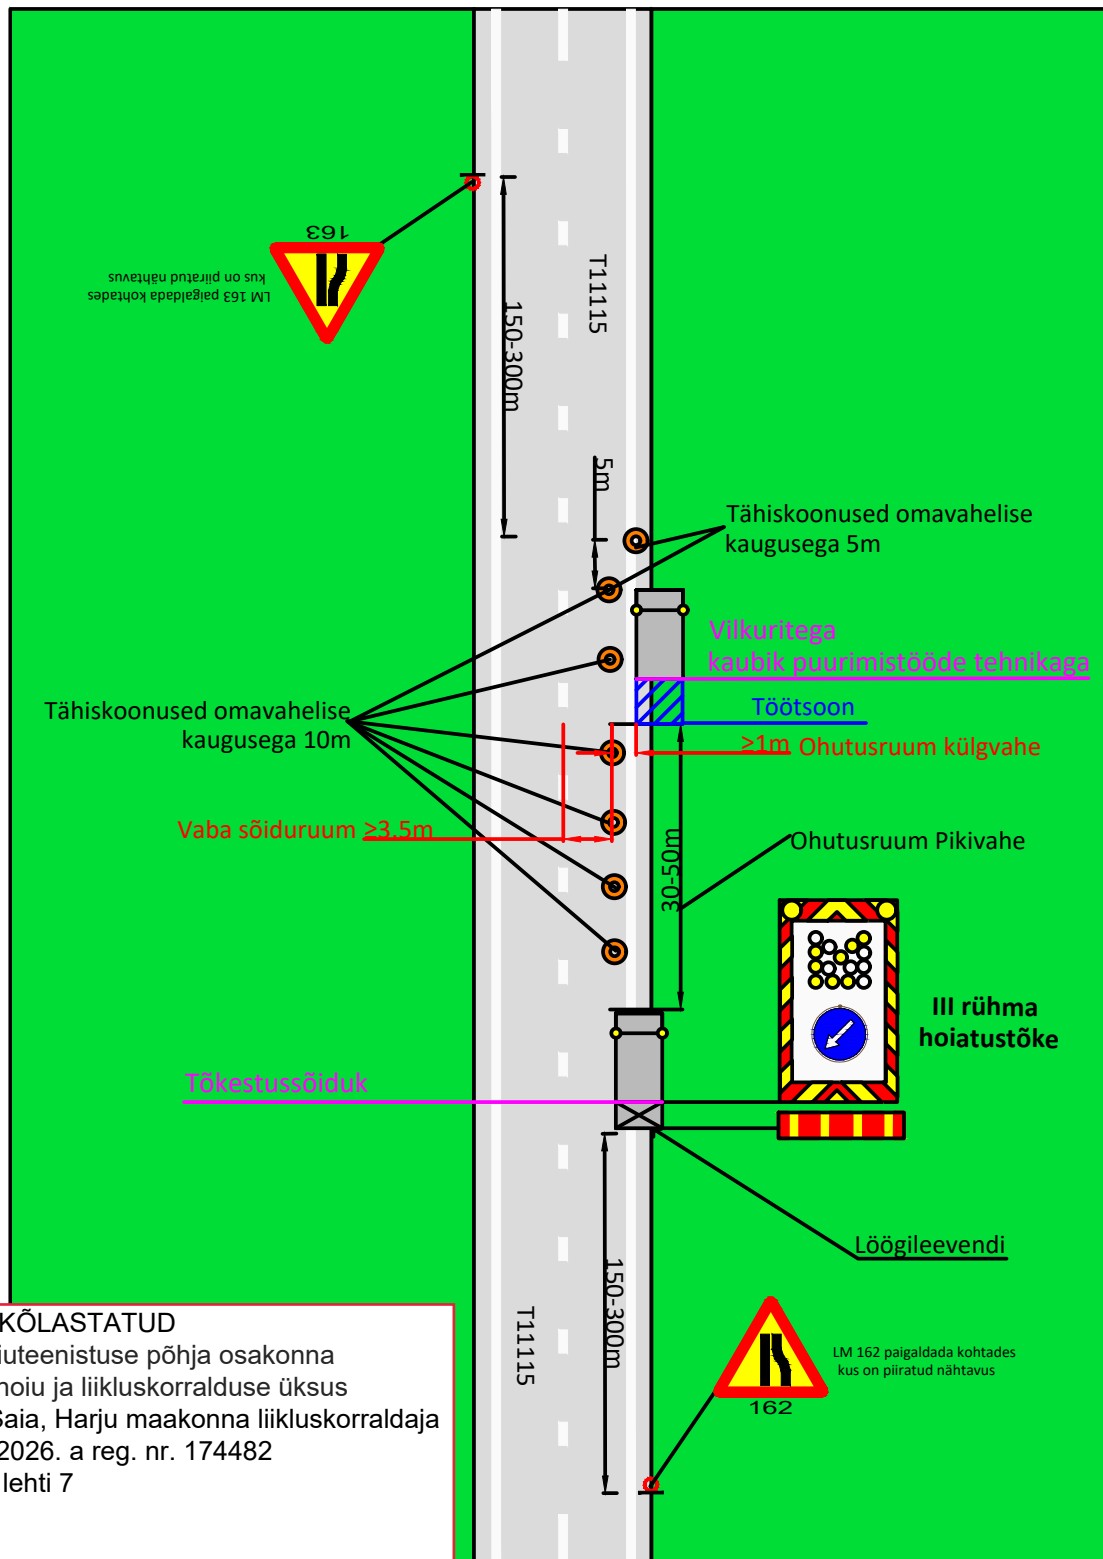 163
LM 163 paigaldada kohtades
kus on piiratud nähtavus
T11115
150-300m
5m
Tähiskoonused omavahelise
kaugusega 5m
Vilkuritega
kaubik puurimistööde tehnikaga
Töötsoon
≥1m Ohutusruum külgvahe
Tähiskoonused omavahelise
kaugusega 10m
Vaba sõiduruum ≥3.5m
30-50m
Ohutusruum Pikivahe
III rühma
hoiatustõke
Tõkestussõiduk
Löögileevendi
150-300m
T11115
LM 162 paigaldada kohtades
kus on piiratud nähtavus
162
KÕLASTATUD
iuteenistuse põhja osakonna
hoiu ja liikluskorralduse üksus
Saia, Harju maakonna liikluskorraldaja
2026. a reg. nr. 174482
lehti 7